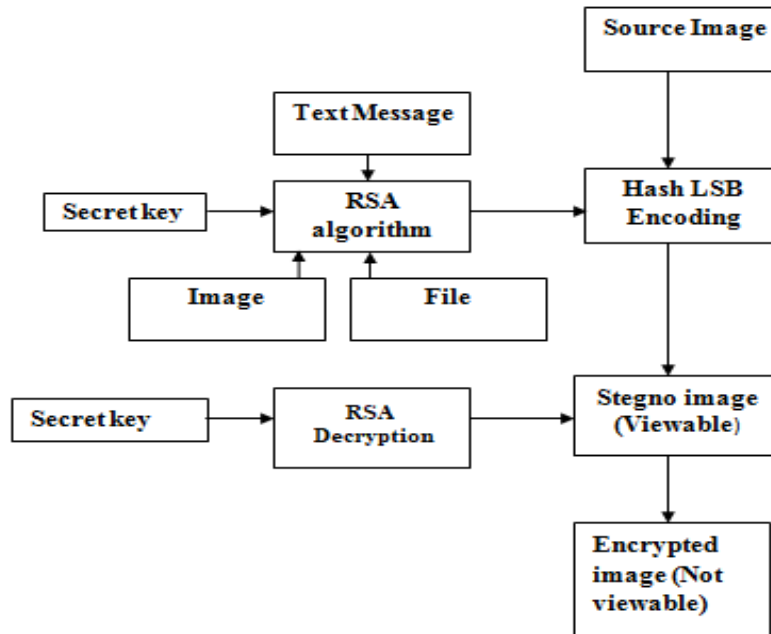 Source Image
Text Message
Hash LSB
Encoding
Secret key
RSA
algorithm
Image
File
Secret key
RSA
Decryption
Stegno image
(Viewable)
Encrypted
image (Not
viewable)